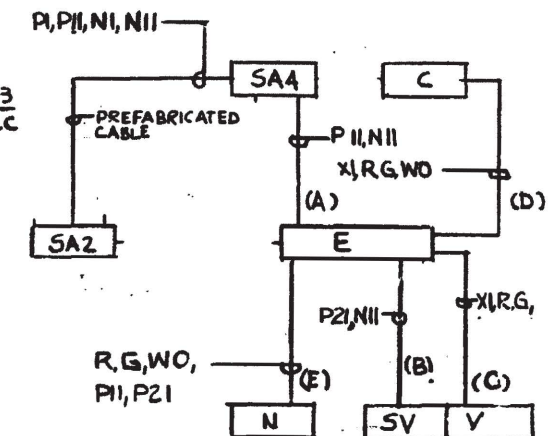 P1, P11, N1, N11
SA4
C
3
C
PREFABRICATED
CABLE
P11, N11
X1, R, G, WO
(A)
(D)
SA2
E
P21, N11
X1, R, G,
R, G, WO,
P11, P21
(E)
(B)
(C)
N
SV
V